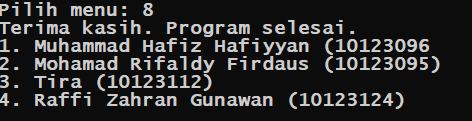 Pilih menu: 8
Terima kasih. Program selesai.
1. Muhammad Hafiz Hafiyyan (10123096
2. Mohamad Rifaldy Firdaus (10123095)
3. Tira (10123112)
4. Raffi Zahran Gunawan (10123124)